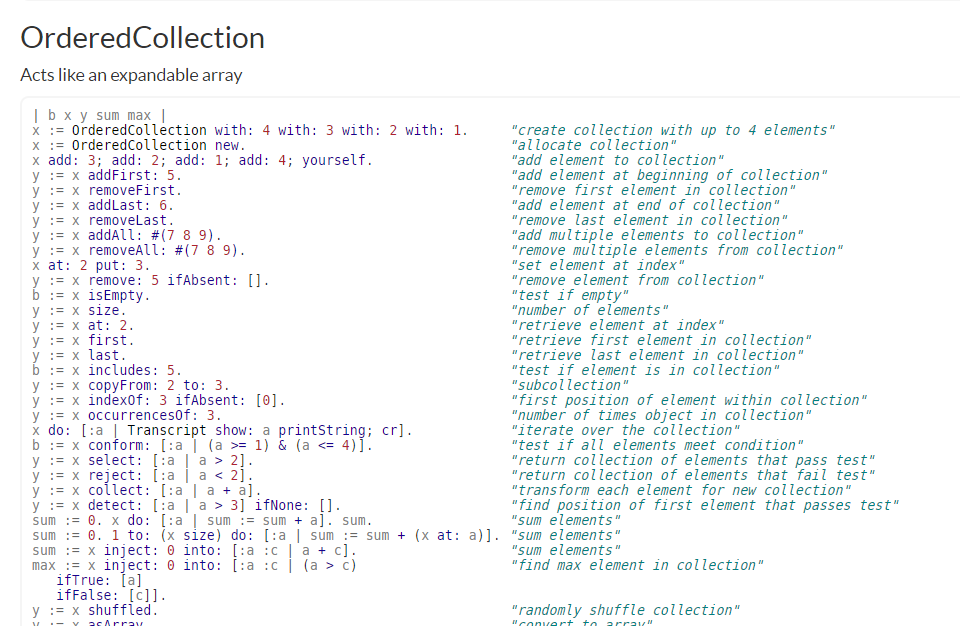 OrderedCollection
Acts like an expandable array
| b x y sum max |
x := OrderedCollection with: 4 with: 3 with: 2 with: 1. "create collection with up to 4 elements"
x := OrderedCollection new. "allocate collection"
x add: 3; add: 2; add: 1; add: 4; yourself. "add element to collection"
y := x addFirst: 5. "add element at beginning of collection"
y := x removeFirst. "remove first element in collection"
y := x addLast: 6. "add element at end of collection"
y := x removeLast. "remove last element in collection"
y := x addAll: #(7 8 9). "add multiple elements to collection"
y := x removeAll: #(7 8 9). "remove multiple elements from collection"
x at: 2 put: 3. "set element at index"
y := x remove: 5 ifAbsent: []. "remove element from collection"
b := x isEmpty. "test if empty"
y := x size. "number of elements"
y := x at: 2. "retrieve element at index"
y := x first. "retrieve first element in collection"
y := x last. "retrieve last element in collection"
b := x includes: 5. "test if element is in collection"
y := x copyFrom: 2 to: 3. "subcollection"
y := x indexOf: 3 ifAbsent: [0]. "first position of element within collection"
y := x occurrencesOf: 3. "number of times object in collection"
x do: [:a | Transcript show: a printString; cr]. "iterate over the collection"
b := x conform: [:a | (a >= 1) & (a <= 4)]. "test if all elements meet condition"
y := x select: [:a | a > 2]. "return collection of elements that pass test"
y := x reject: [:a | a < 2]. "return collection of elements that fail test"
y := x collect: [:a | a + a]. "transform each element for new collection"
y := x detect: [:a | a > 3] ifNone: []. "find position of first element that passes test"
sum := 0. x do: [:a | sum := sum + a]. sum. "sum elements"
sum := 0. 1 to: (x size) do: [:a | sum := sum + (x at: a)]. "sum elements"
sum := x inject: 0 into: [:a :c | a + c]. "sum elements"
max := x inject: 0 into: [:a :c | (a > c) "find max element in collection"
ifTrue: [a]
ifFalse: [c]].
y := x shuffled. "randomly shuffle collection"
y := x asArray. "convert to array"